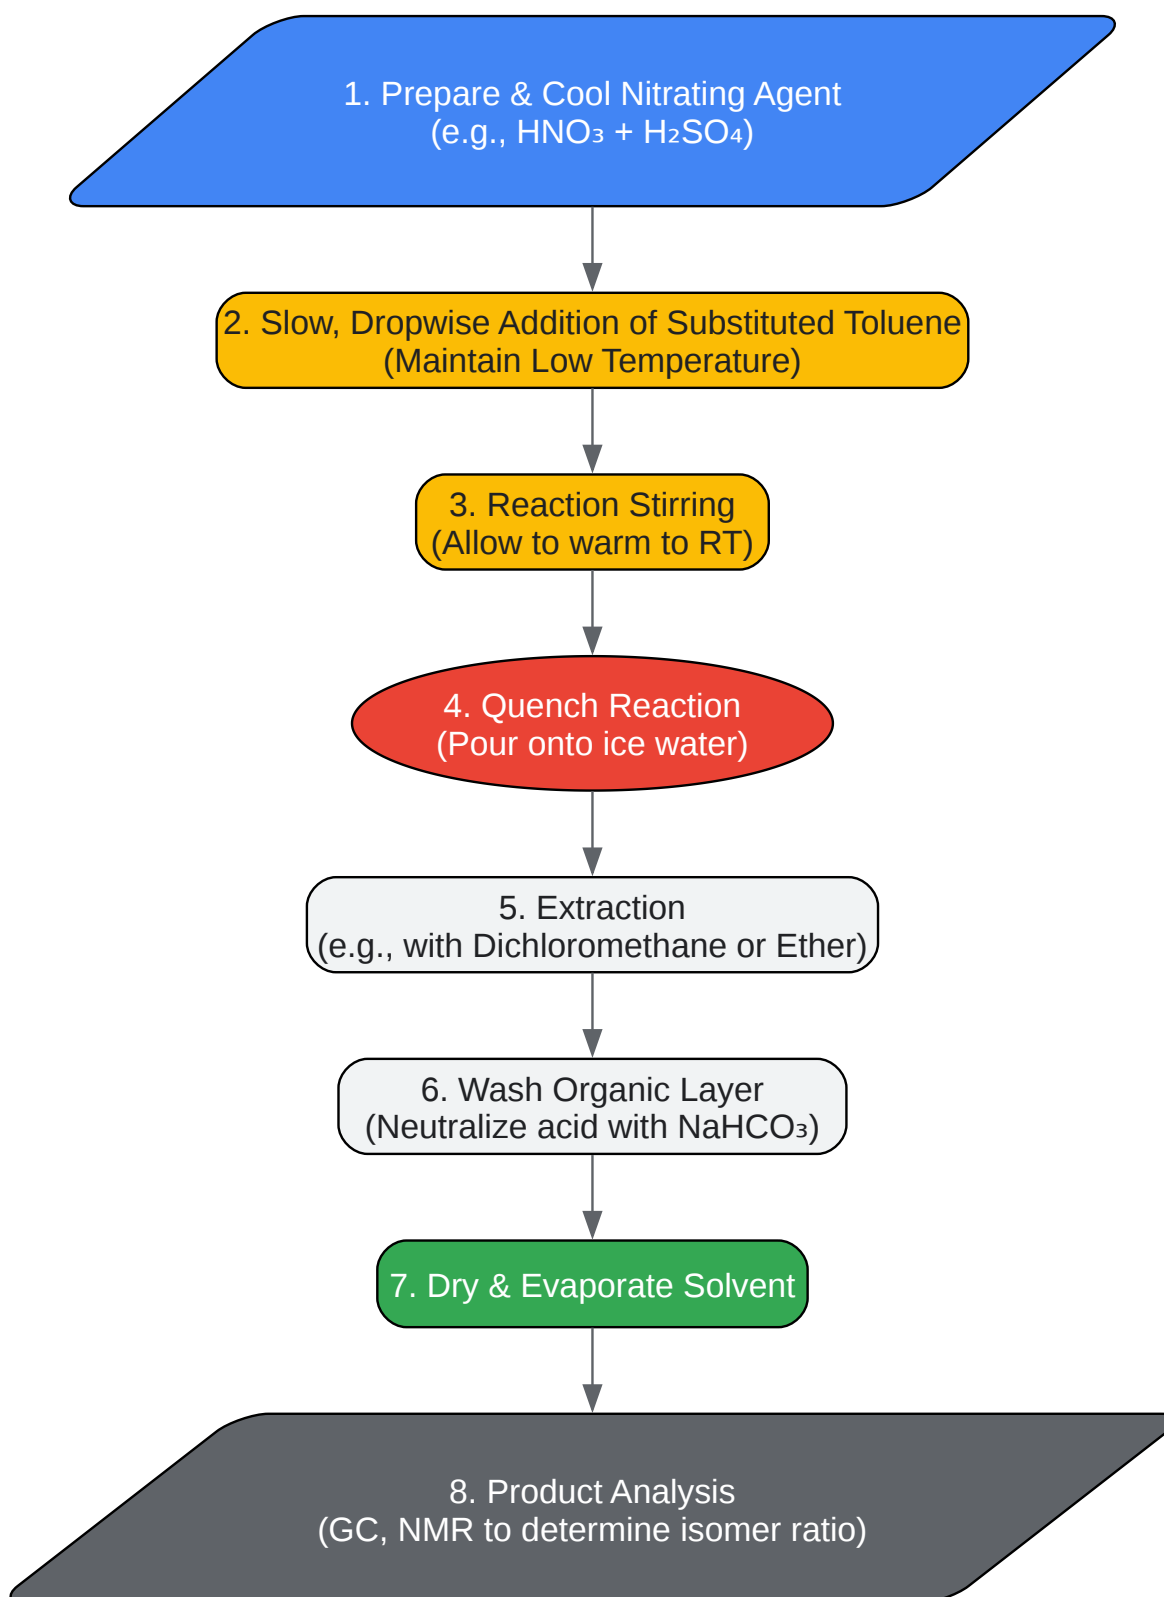 1. Prepare & Cool Nitrating Agent
(e.g., HNO₃ + H₂SO₄)
2. Slow, Dropwise Addition of Substituted Toluene
(Maintain Low Temperature)
3. Reaction Stirring
(Allow to warm to RT)
4. Quench Reaction
(Pour onto ice water)
5. Extraction
(e.g., with Dichloromethane or Ether)
6. Wash Organic Layer
(Neutralize acid with NaHCO₃)
7. Dry & Evaporate Solvent
8. Product Analysis
(GC, NMR to determine isomer ratio)